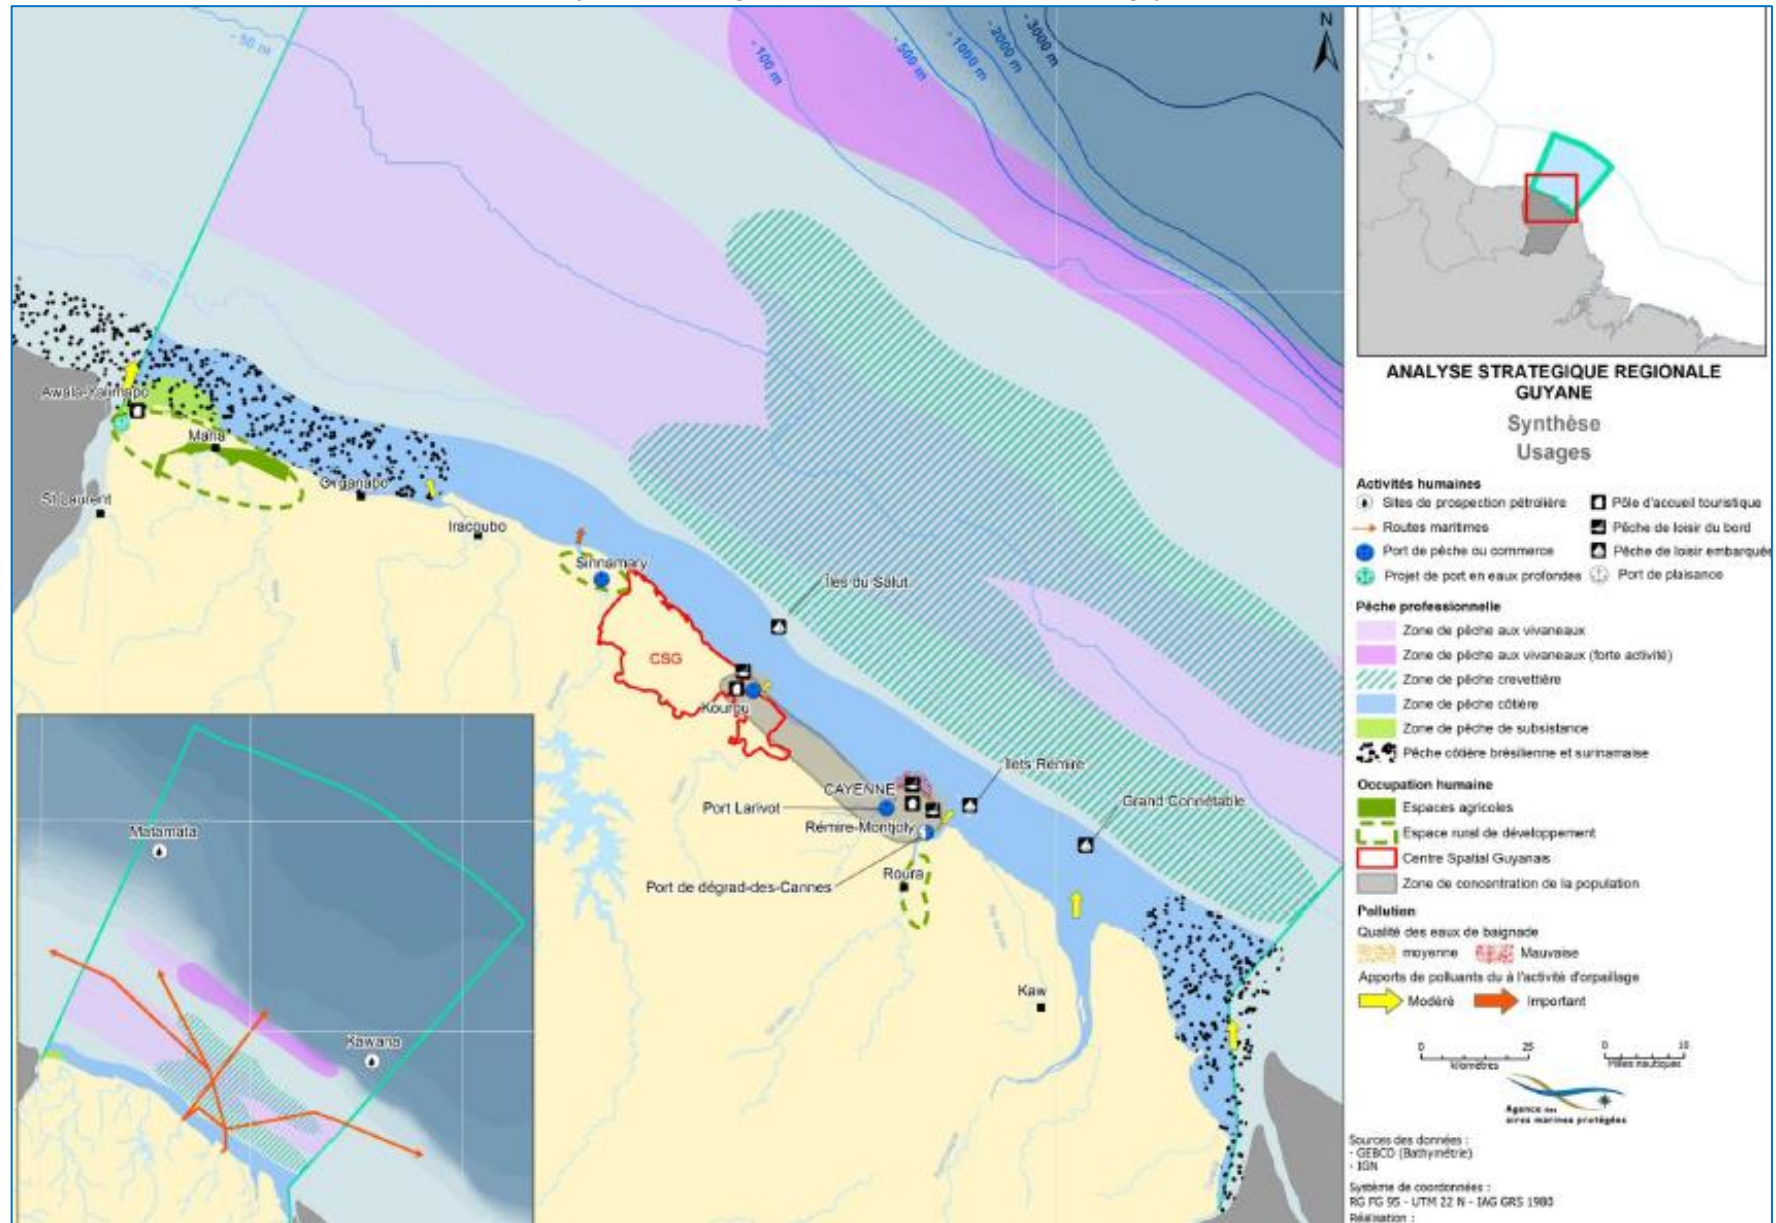 N
- 50 m
- 100 m
- 500 m
- 1000 m
- 2000 m
- 3000 m
Awala-Yalimapo
Mana
St Laurent
Organabo
Iracoubo
Sinnamary
CSG
Îles du Salut
Kourou
CAYENNE
Port Larivot
Rémire-Montjoly
Îlets Rémire
Grand Connétable
Port de dégrad-des-Cannes
Roura
Kaw
Matamata
Kawana
ANALYSE STRATEGIQUE REGIONALE
GUYANE
Synthèse
Usages
Activités humaines
Sites de prospection pétrolière
Pôle d'accueil touristique
Routes maritimes
Pêche de loisir du bord
Port de pêche ou commerce
Pêche de loisir embarquée
Projet de port en eaux profondes
Port de plaisance
Pêche professionnelle
Zone de pêche aux vivaneaux
Zone de pêche aux vivaneaux (forte activité)
Zone de pêche crevettière
Zone de pêche côtière
Zone de pêche de subsistance
Pêche côtière brésilienne et surinamaise
Occupation humaine
Espaces agricoles
Espace rural de développement
Centre Spatial Guyanais
Zone de concentration de la population
Pollution
Qualité des eaux de baignade
moyenne
Mauvaise
Apports de polluants du à l'activité d'orpaillage
Modéré
Important
0 25
kilomètres
0 10
Milles nautiques
Agence des
aires marines protégées
Sources des données :
- GEBCO (Bathymétrie)
- IGN
Système de coordonnées :
RG FG 95 - UTM 22 N - IAG GRS 1980
Réalisation :